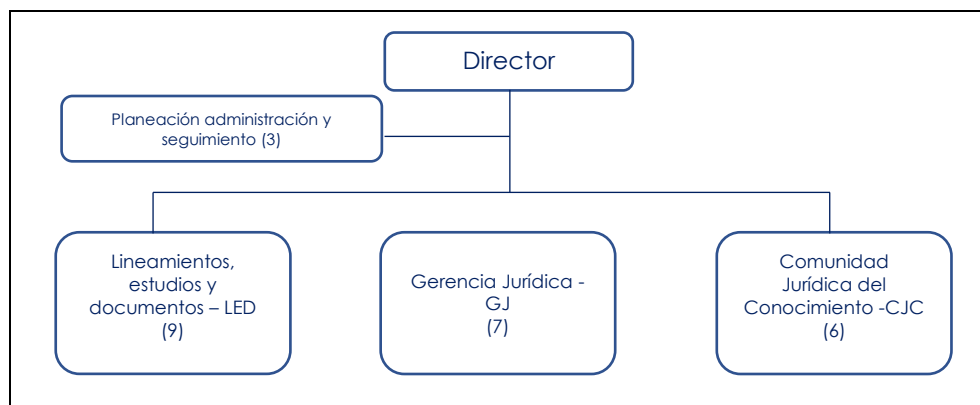 Director
Planeación administración y
seguimiento (3)
Lineamientos,
estudios y
documentos – LED
(9)
Gerencia Jurídica -
GJ
(7)
Comunidad
Jurídica del
Conocimiento -CJC
(6)